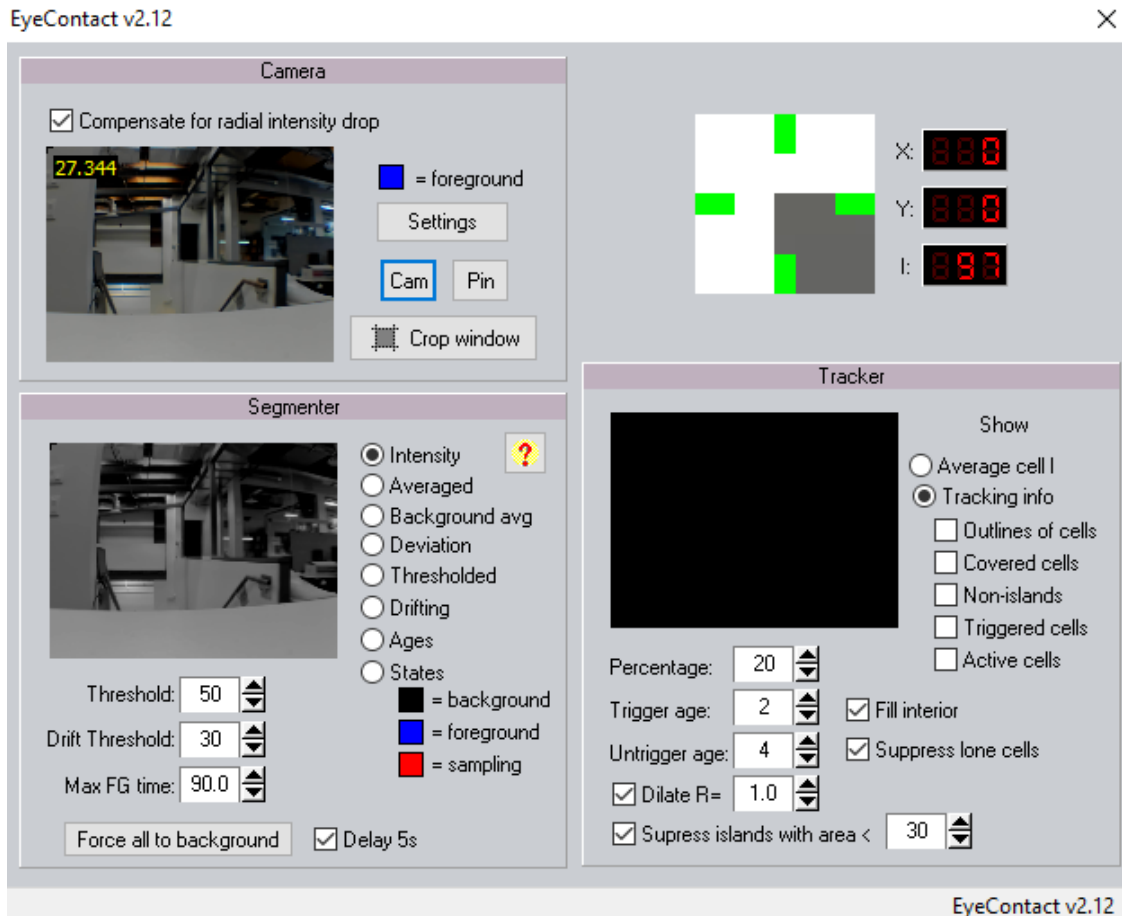 EyeContact v2.12
Camera
Compensate for radial intensity drop
27.344
= foreground
Settings
Cam
Pin
Crop window
X: 0
Y: 0
I: 97
Segmenter
Intensity
?
Averaged
Background avg
Deviation
Thresholded
Drifting
Ages
States
= background
= foreground
= sampling
Threshold: 50
Drift Threshold: 30
Max FG time: 90.0
Force all to background
Delay 5s
Tracker
Show
Average cell I
Tracking info
Outlines of cells
Covered cells
Non-islands
Triggered cells
Active cells
Percentage: 20
Trigger age: 2
Fill interior
Untrigger age: 4
Suppress lone cells
Dilate R= 1.0
Supress islands with area < 30
EyeContact v2.12